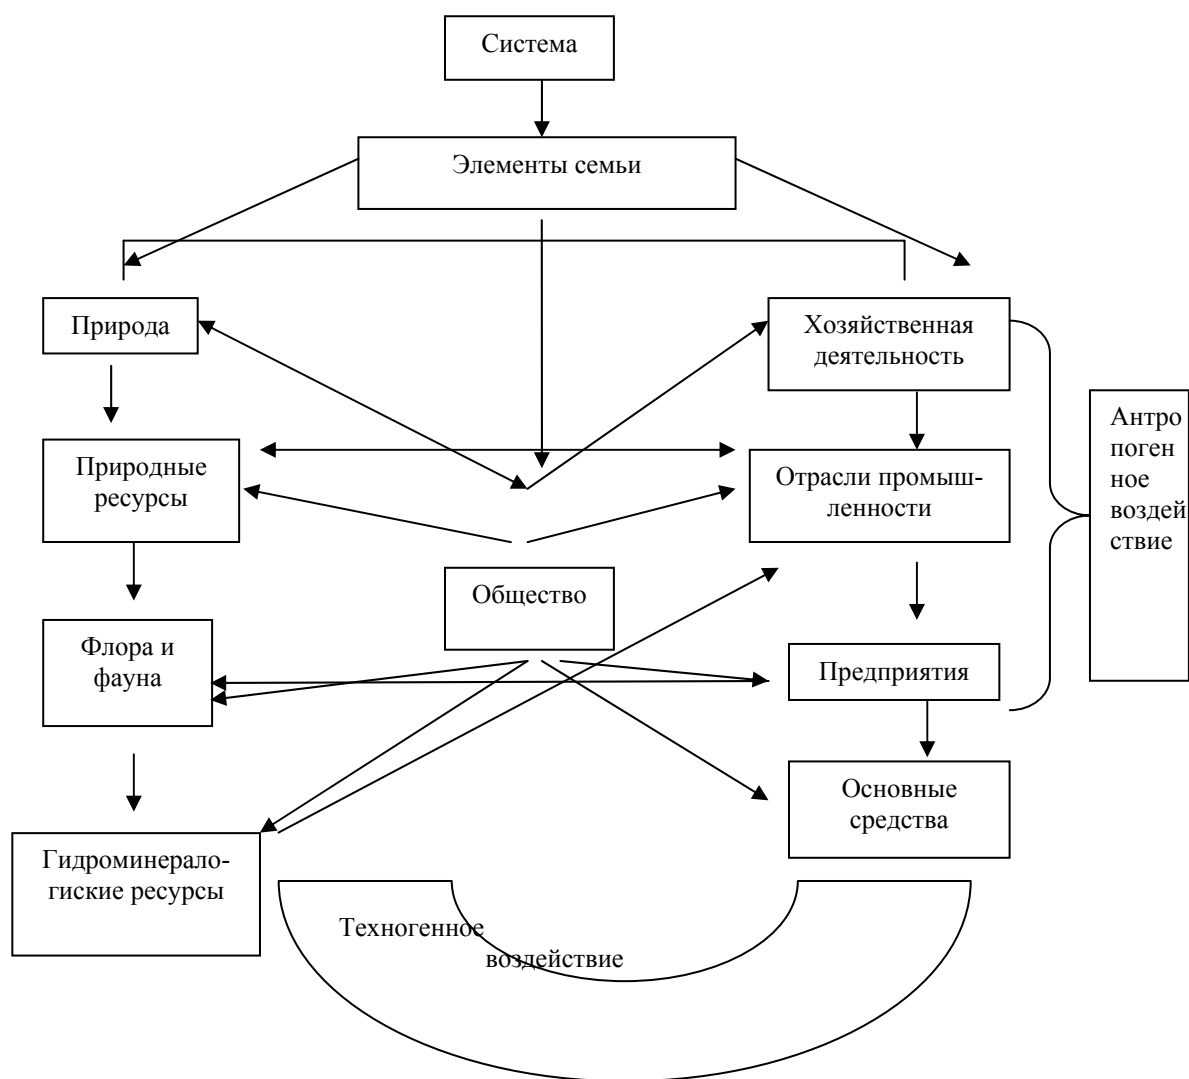 Система
Элементы семьи
Природа
Хозяйственная
деятельность
Антро
поген
ное
воздей
ствие
Природные
ресурсы
Отрасли промыш-
ленности
Общество
Флора и
фауна
Предприятия
Основные
средства
Гидроминерало-
гиские ресурсы
Техногенное
воздействие